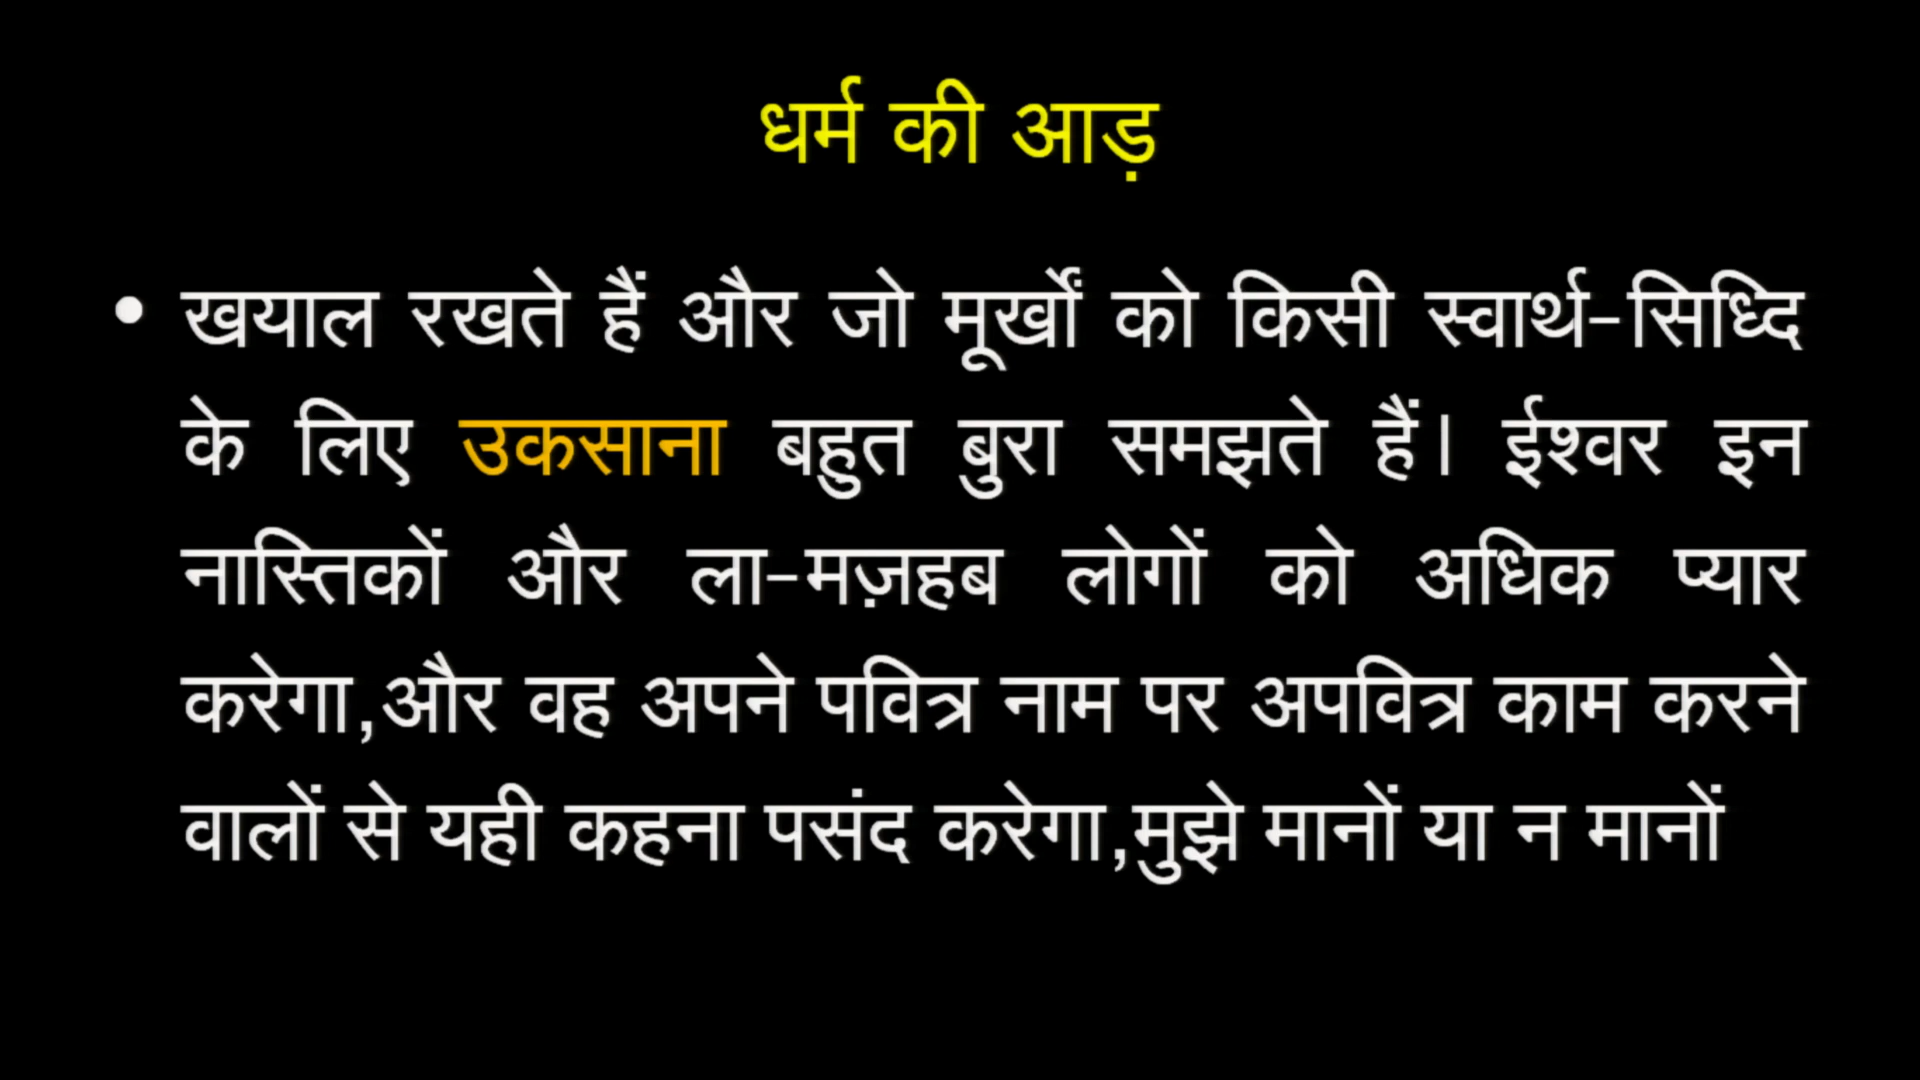 धर्म की आड़
• खयाल रखते हैं और जो मूर्खों को किसी स्वार्थ-सिध्दि
के लिए उकसाना बहुत बुरा समझते हैं। ईश्वर इन
नास्तिकों और ला-मज़हब लोगों को अधिक प्यार
करेगा,और वह अपने पवित्र नाम पर अपवित्र काम करने
वालों से यही कहना पसंद करेगा,मुझे मानों या न मानों